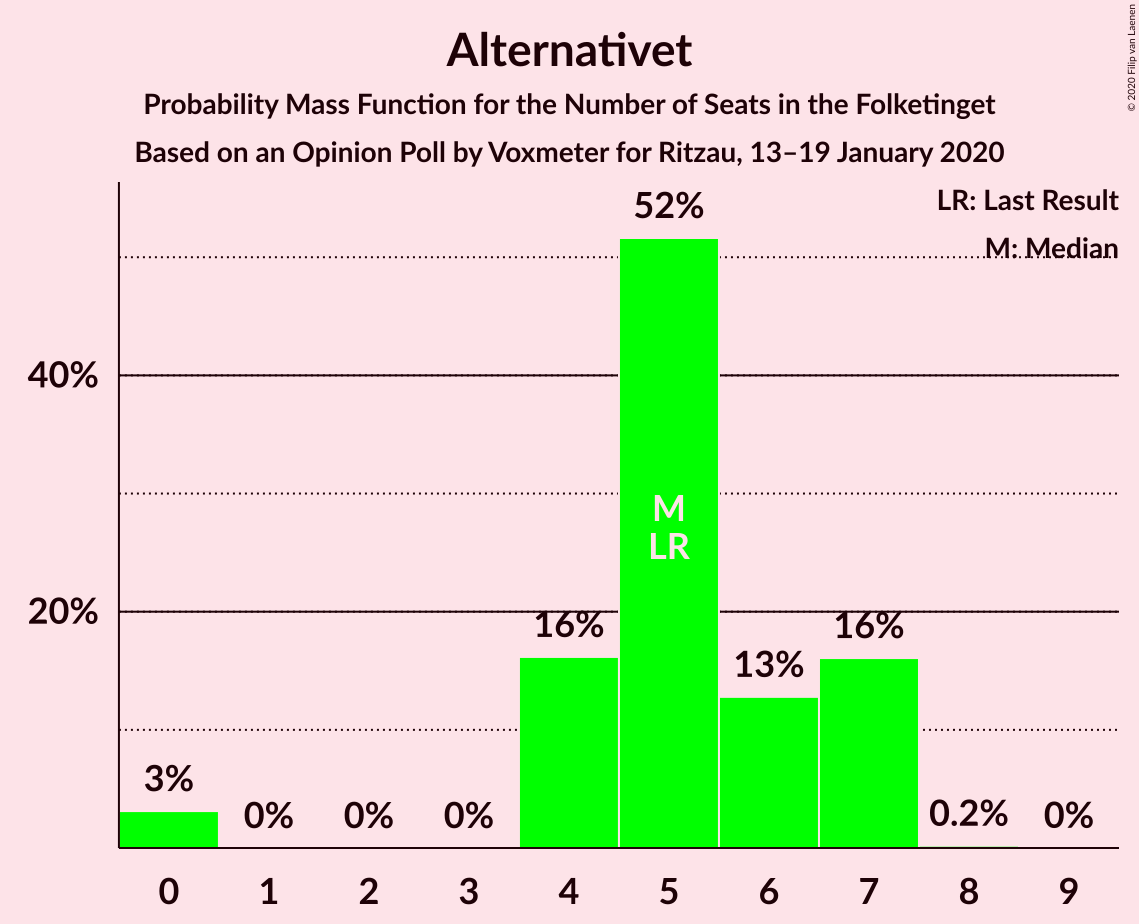 Alternativet
Probability Mass Function for the Number of Seats in the Folketinget
Based on an Opinion Poll by Voxmeter for Ritzau, 13–19 January 2020
© 2020 Filip van Laenen
LR: Last Result
M: Median
52%
40%
M
LR
20%
16%
16%
13%
3%
0%
0%
0%
0.2%
0%
0 1 2 3 4 5 6 7 8 9